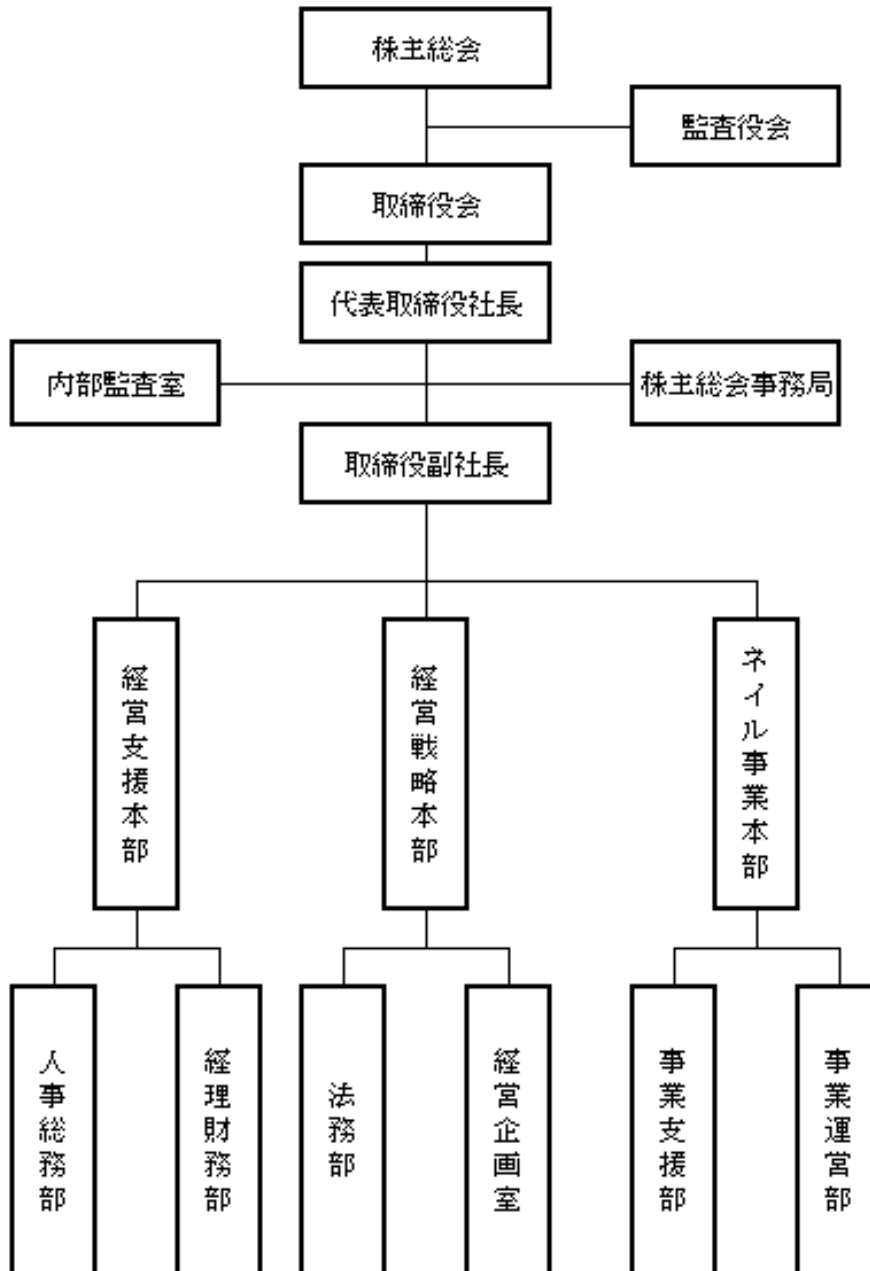 株主総会
監査役会
取締役会
代表取締役社長
内部監査室
株主総会事務局
取締役副社長
経営支援本部
経営戦略本部
ネイル事業本部
人事総務部
経理財務部
法務部
経営企画室
事業支援部
事業運営部